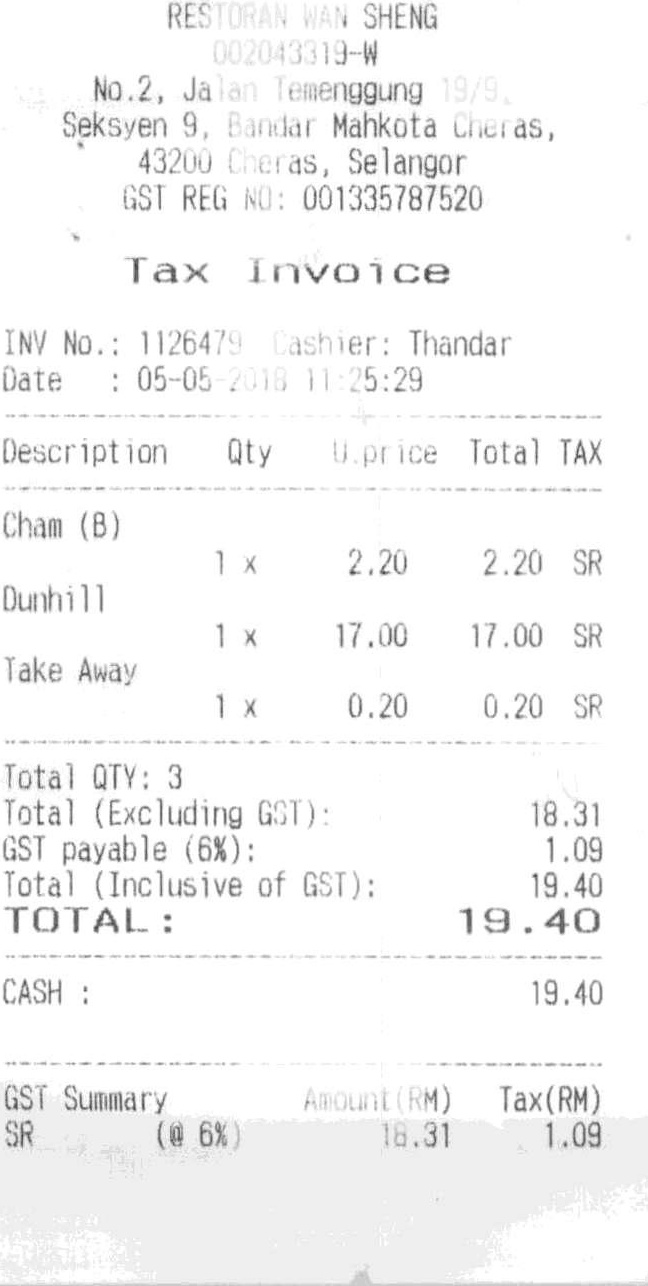 RESTORAN WAN SHENG
002043319-W
No.2, Jalan Temenggung 19/9,
Seksyen 9, Bandar Mahkota Cheras,
43200 Cheras, Selangor
GST REG NO: 001335787520
Tax Invoice
INV No.: 1126479 Cashier: Thandar
Date : 05-05-2018 11:25:29
Description Qty U.price Total TAX
Cham (B)
1 x 2.20 2.20 SR
Dunhill
1 x 17.00 17.00 SR
Take Away
1 x 0.20 0.20 SR
Total QTY: 3
Total (Excluding GST): 18.31
GST payable (6%): 1.09
Total (Inclusive of GST): 19.40
TOTAL: 19.40
CASH : 19.40
GST Summary Amount(RM) Tax(RM)
SR (@ 6%) 18.31 1.09